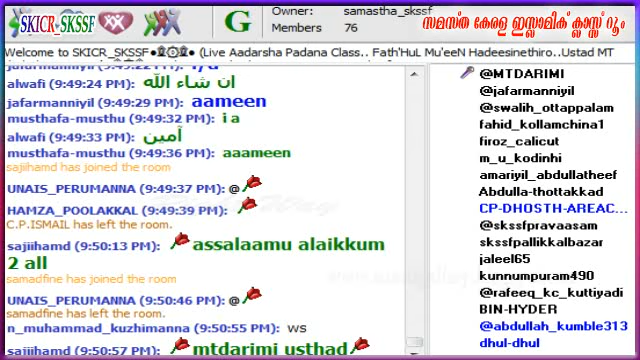 SKICR_SKSSF
G
Owner: samastha_skssf
Members 76
സമസ്ത കേരള ഇസ്ലാമിക് ക്ലാസ്സ് റൂം
Welcome to SKICR_SKSSF (Live Aadarsha Padana Class.. Fath'HuL Mu'eeN Hadeesinethiro..Ustad MT
alwafi (9:49:24 PM): ان شاء الله
jafarmanniyil (9:49:29 PM): aameen
musthafa-musthu (9:49:32 PM): i a
alwafi (9:49:33 PM): آمين
musthafa-musthu (9:49:36 PM): aaameen
sajiihamd has joined the room
UNAIS_PERUMANNA (9:49:37 PM): @
HAMZA_POOLAKKAL (9:49:39 PM):
C.P.ISMAIL has left the room.
sajiihamd (9:50:13 PM): assalaamu alaikkum
2 all
samadfine has joined the room
UNAIS_PERUMANNA (9:50:46 PM): @
samadfine has left the room.
n_muhammad_kuzhimanna (9:50:55 PM): ws
sajiihamd (9:50:55 PM): mtdarimi usthad
@MTDARIMI
@jafarmanniyil
@swalih_ottappalam
fahid_kollamchina1
firoz_calicut
m_u_kodinhi
amariyil_abdullatheef
Abdulla-thottakkad
CP-DHOSTH-AREAC...
@skssfpravaasam
skssfpallikkalbazar
jaleel65
kunnumpuram490
@rafeeq_kc_kuttiyadi
BIN-HYDER
@abdullah_kumble313
dhul-dhul